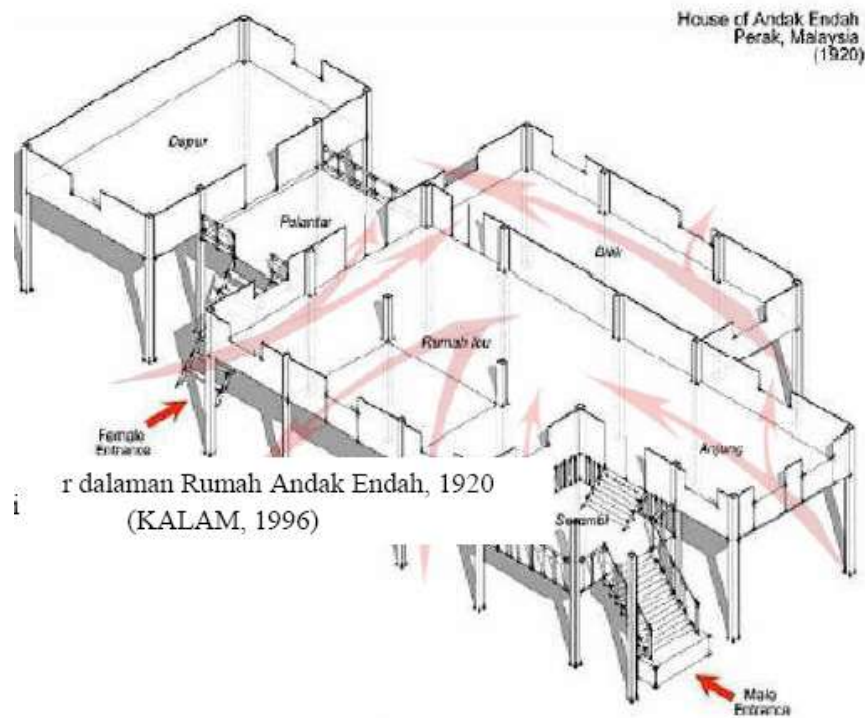 House of Andak Endah
Perak, Malaysia
(1920)
Dapur
Palantar
Bilik
Rumah Ibu
Female
Entrance
Anjung
r dalaman Rumah Andak Endah, 1920
i
(KALAM, 1996)
Serambi
Male
Entrance